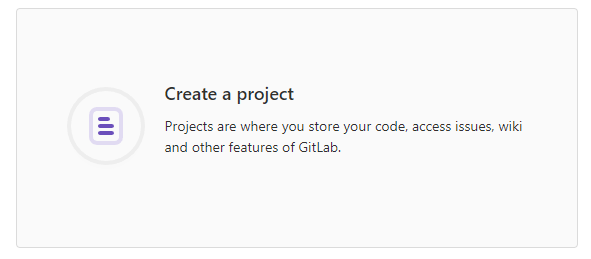 Create a project
Projects are where you store your code, access issues, wiki
and other features of GitLab.